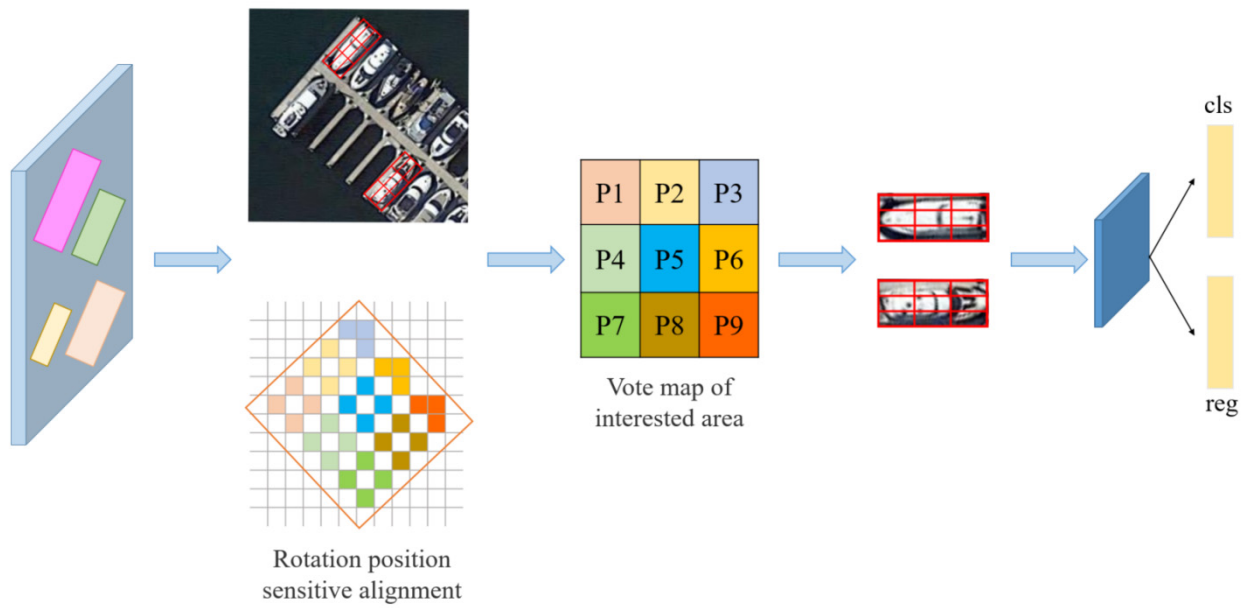 cls
P1 P2 P3
P4 P5 P6
P7 P8 P9
Vote map of
interested area
reg
Rotation position
sensitive alignment